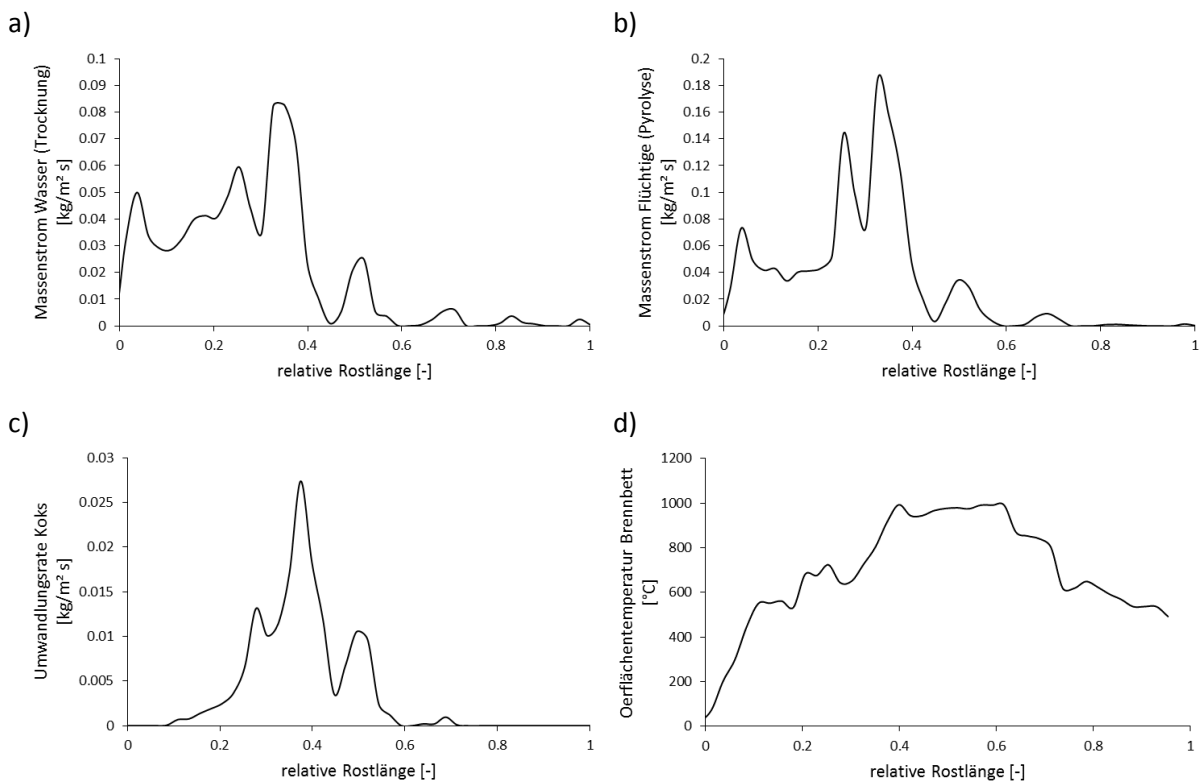 a)
Massenstrom Wasser (Trocknung)
[kg/m² s]
0.1
0.09
0.08
0.07
0.06
0.05
0.04
0.03
0.02
0.01
0
0 0.2 0.4 0.6 0.8 1
relative Rostlänge [-]
b)
Massenstrom Flüchtige (Pyrolyse)
[kg/m² s]
0.2
0.18
0.16
0.14
0.12
0.1
0.08
0.06
0.04
0.02
0
0 0.2 0.4 0.6 0.8 1
relative Rostlänge [-]
c)
Umwandlungsrate Koks
[kg/m² s]
0.03
0.025
0.02
0.015
0.01
0.005
0
0 0.2 0.4 0.6 0.8 1
relative Rostlänge [-]
d)
Oerflächentemperatur Brennbett
[°C]
1200
1000
800
600
400
200
0
0 0.2 0.4 0.6 0.8 1
relative Rostlänge [-]